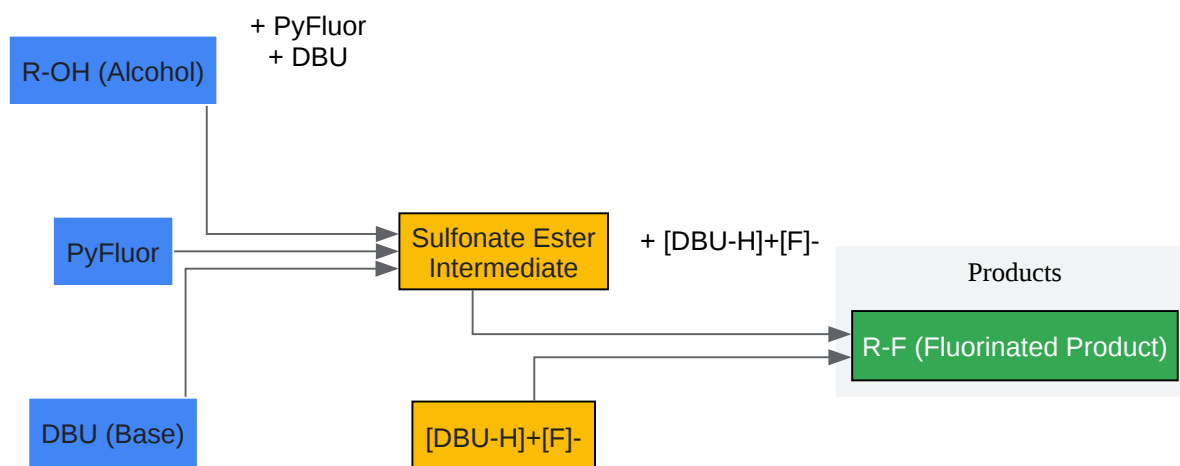 + PyFluor
+ DBU
R-OH (Alcohol)
PyFluor
Sulfonate Ester
Intermediate
+ [DBU-H]+[F]-
Products
R-F (Fluorinated Product)
DBU (Base)
[DBU-H]+[F]-